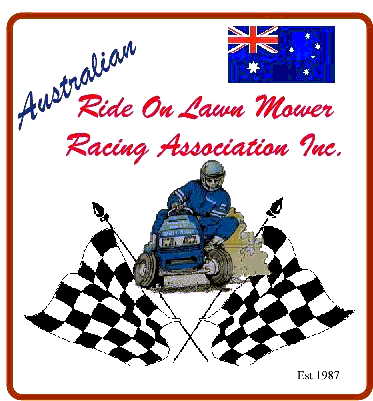 Australian
Ride On Lawn Mower
Racing Association Inc.
Est 1987